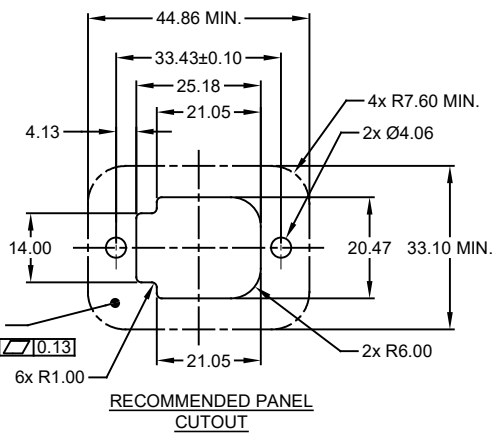 44.86 MIN.
33.43±0.10
25.18
21.05
4.13
4x R7.60 MIN.
2x Ø4.06
14.00
20.47
33.10 MIN.
⏥ 0.13
6x R1.00
21.05
2x R6.00
RECOMMENDED PANEL
CUTOUT